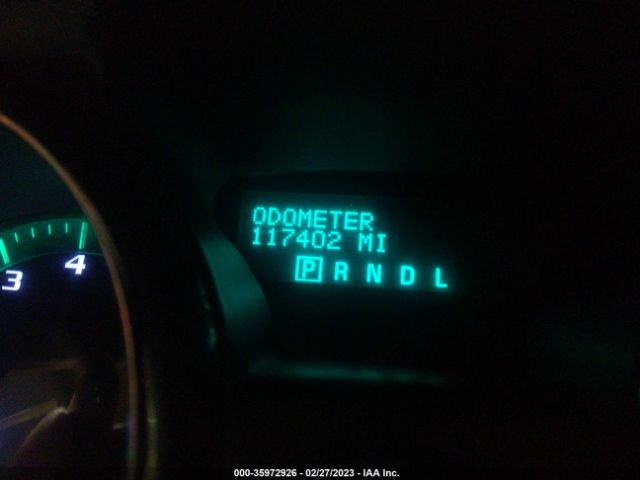 ODOMETER
117402 MI
P R N D L
3 4
000-35972926 - 02/27/2023 - IAA Inc.